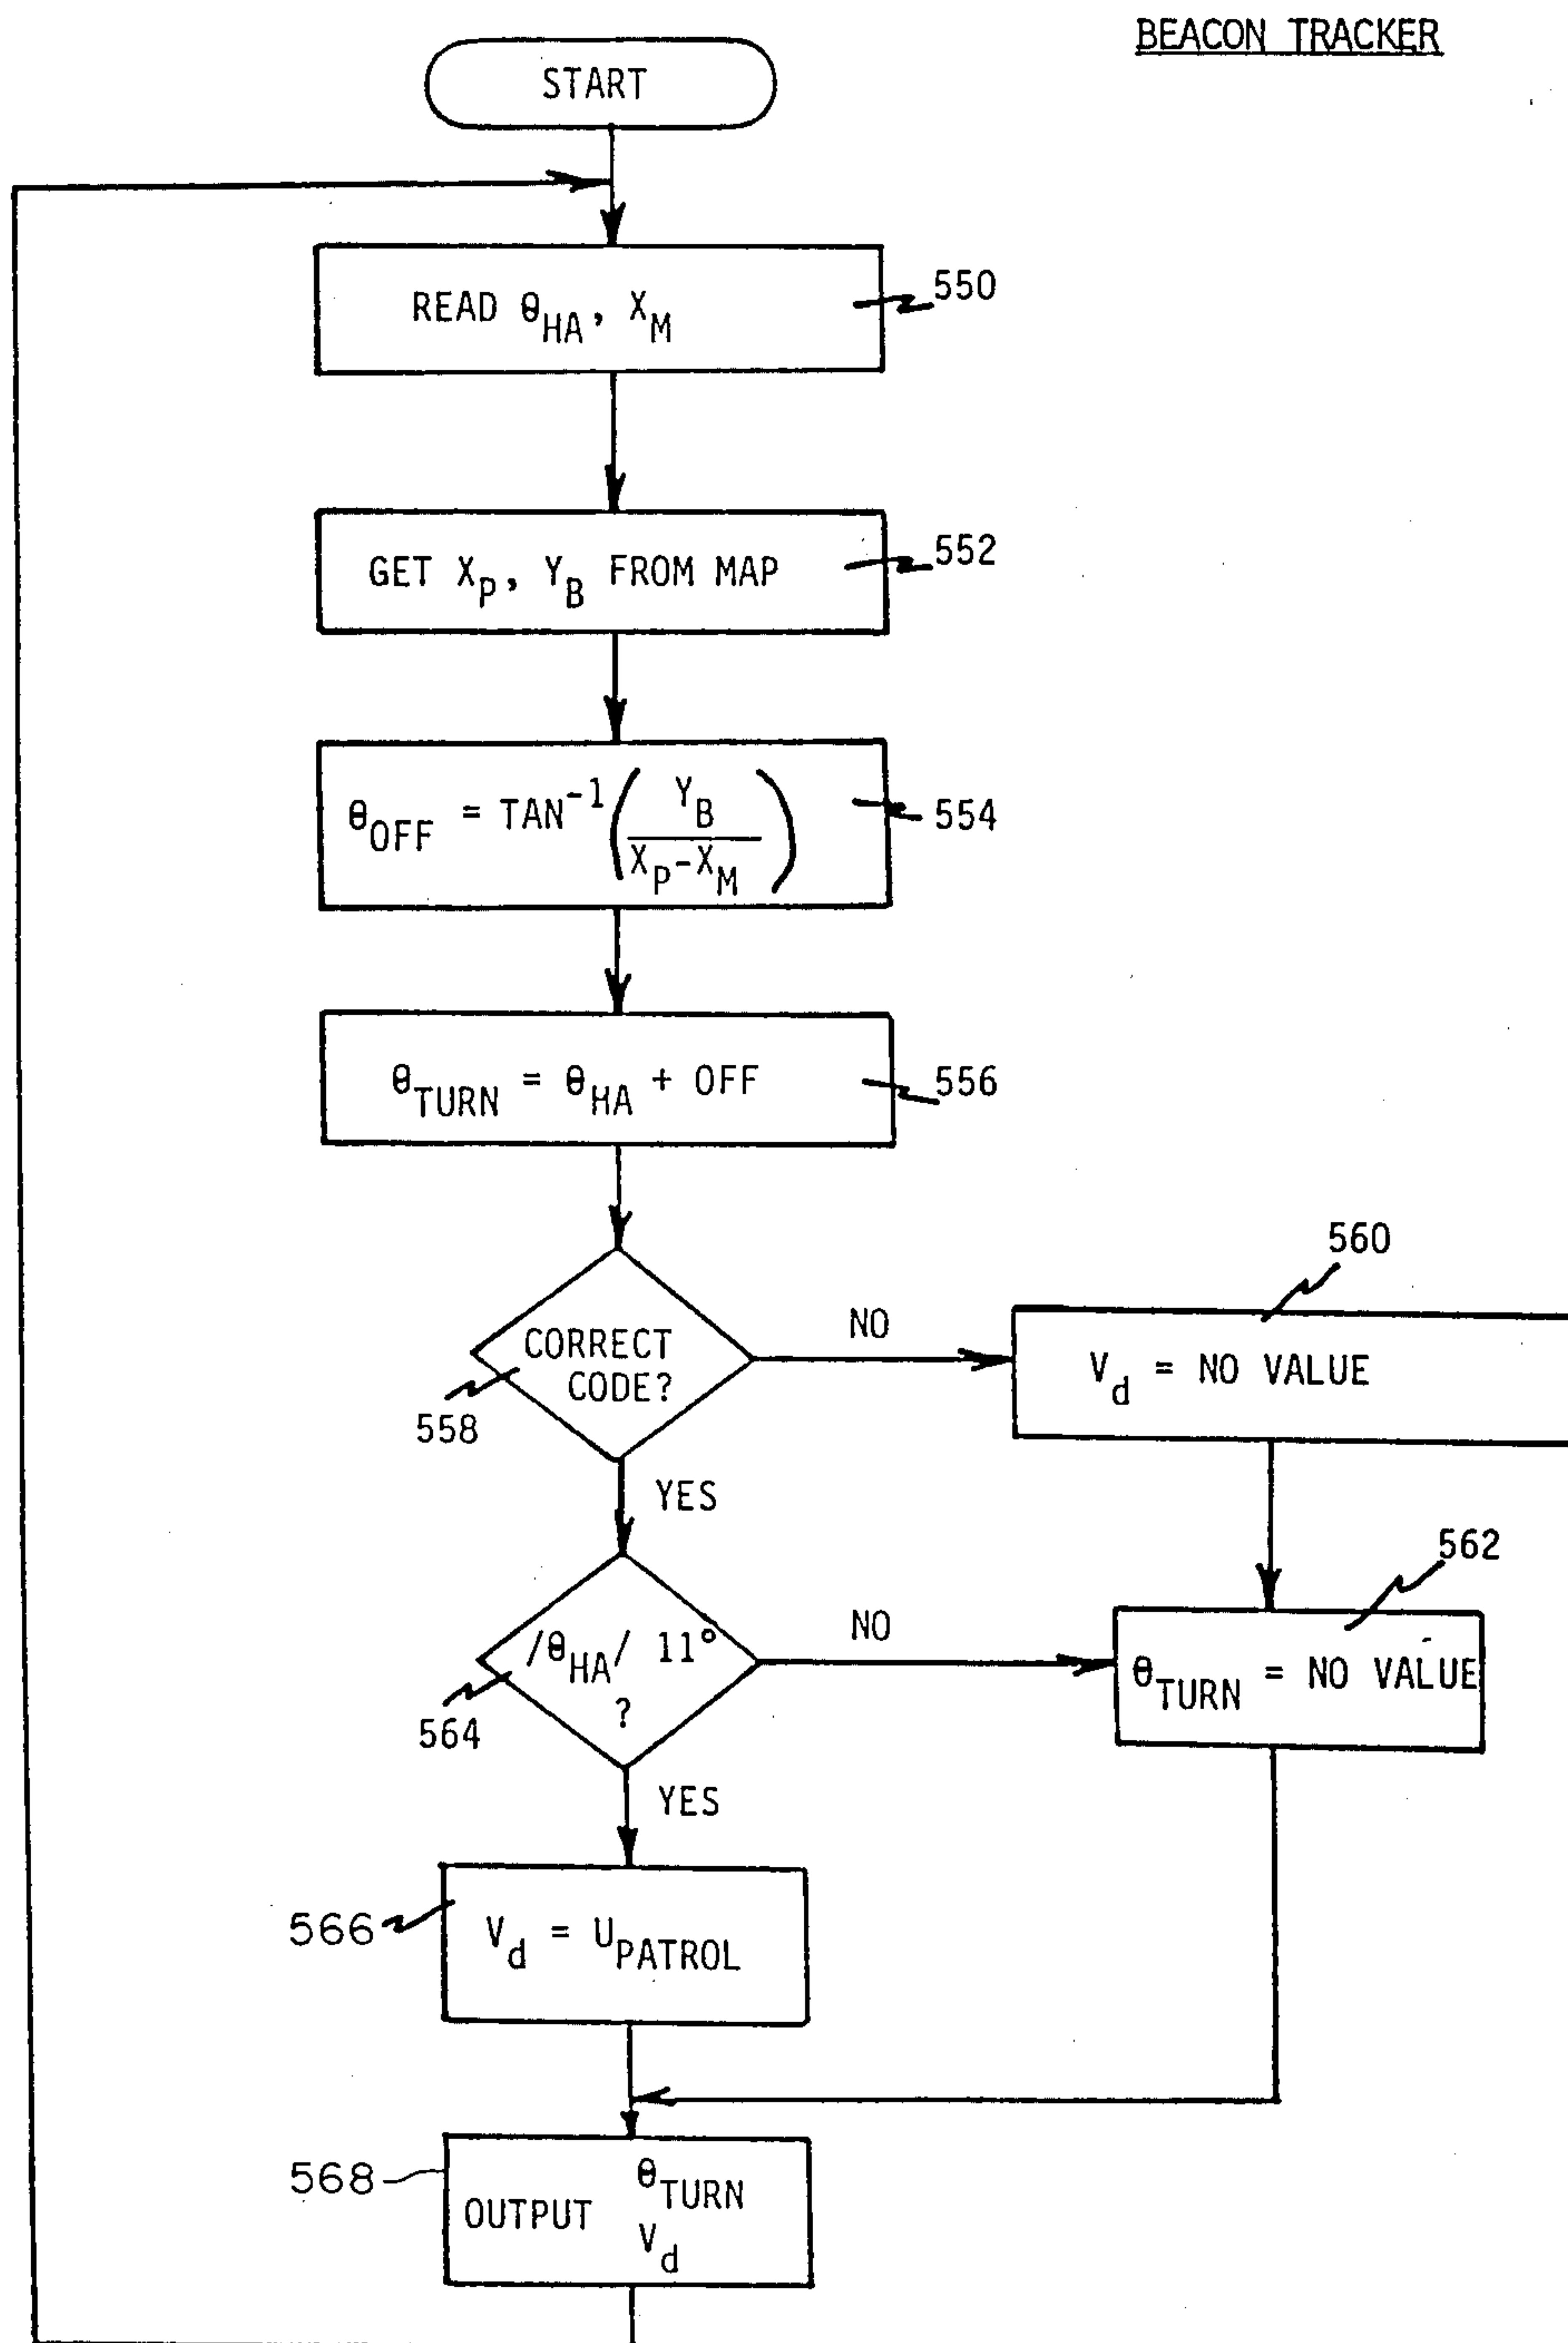 BEACON TRACKER
START
READ θHA, XM
550
GET XP, YB FROM MAP
552
θOFF = TAN-1 ( YB / XP-XM )
554
θTURN = θHA + OFF
556
CORRECT
CODE?
558
NO
560
Vd = NO VALUE
YES
562
/θHA/ 11°
?
564
NO
θTURN = NO VALUE
YES
566
Vd = UPATROL
568
OUTPUT θTURN
Vd